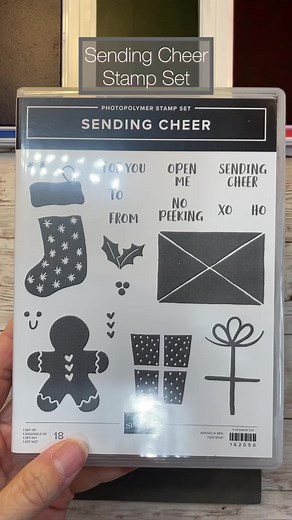 Sending Cheer
Stamp Set
PHOTOPOLYMER STAMP SET
SENDING CHEER
TO YOU
OPEN
ME
SENDING
CHEER
TO
FROM
NO
PEEKING
XO
HO
18
162050